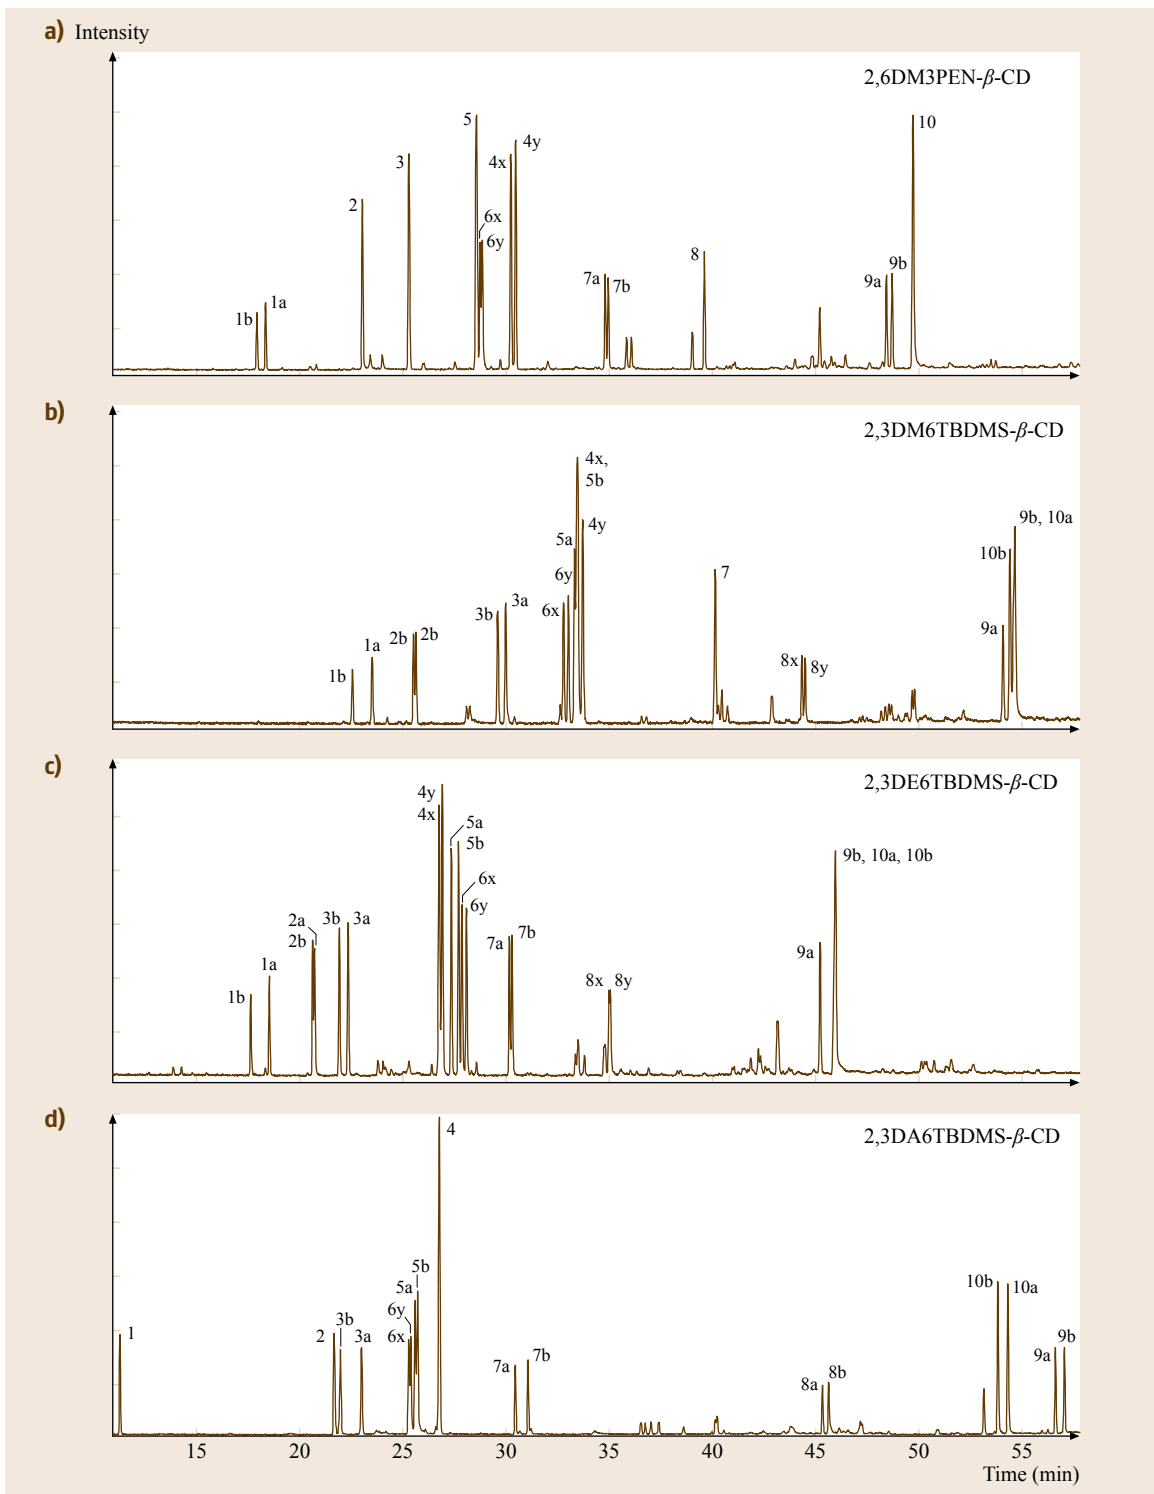 a) Intensity
2,6DM3PEN-β-CD
5
10
4y
3
4x
2
6x
6y
8
9b
7a
7b
9a
1a
1b
b)
2,3DM6TBDMS-β-CD
4x,
5b
9b, 10a
4y
5a
10b
6y
7
3b
3a
6x
9a
1a
2b
2b
8x
8y
1b
c)
2,3DE6TBDMS-β-CD
4y
4x
5a
5b
9b, 10a, 10b
6x
2a
3b
3a
6y
2b
7a
7b
9a
1a
8x
8y
1b
d)
2,3DA6TBDMS-β-CD
4
5b
5a
10b
10a
6y
3b
1
2
3a
6x
9b
9a
7b
7a
8b
8a
15 20 25 30 35 40 45 50 55
Time (min)